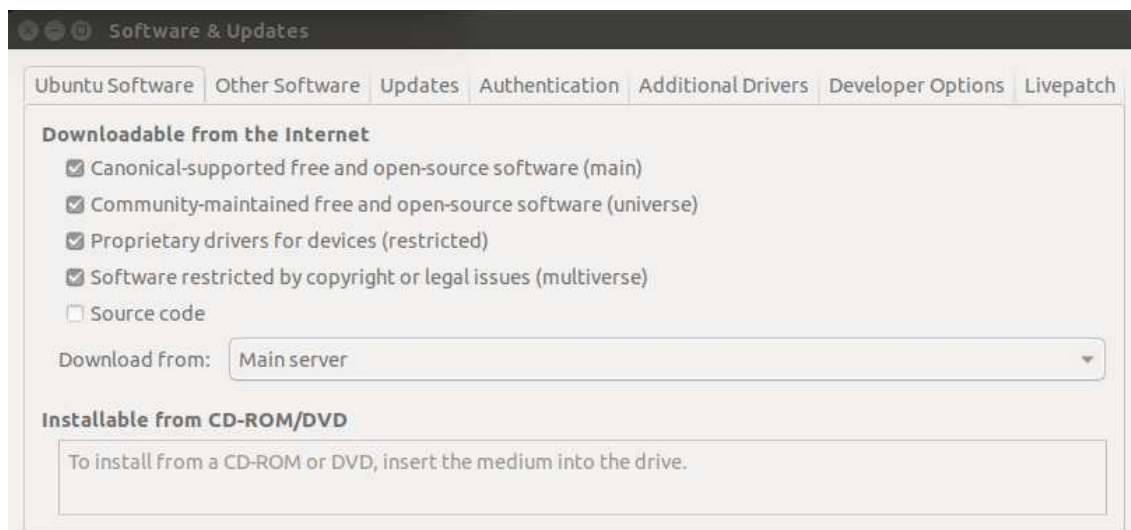 Software & Updates
Ubuntu Software Other Software Updates Authentication Additional Drivers Developer Options Livepatch
Downloadable from the Internet
Canonical-supported free and open-source software (main)
Community-maintained free and open-source software (universe)
Proprietary drivers for devices (restricted)
Software restricted by copyright or legal issues (multiverse)
Source code
Download from: Main server
Installable from CD-ROM/DVD
To install from a CD-ROM or DVD, insert the medium into the drive.